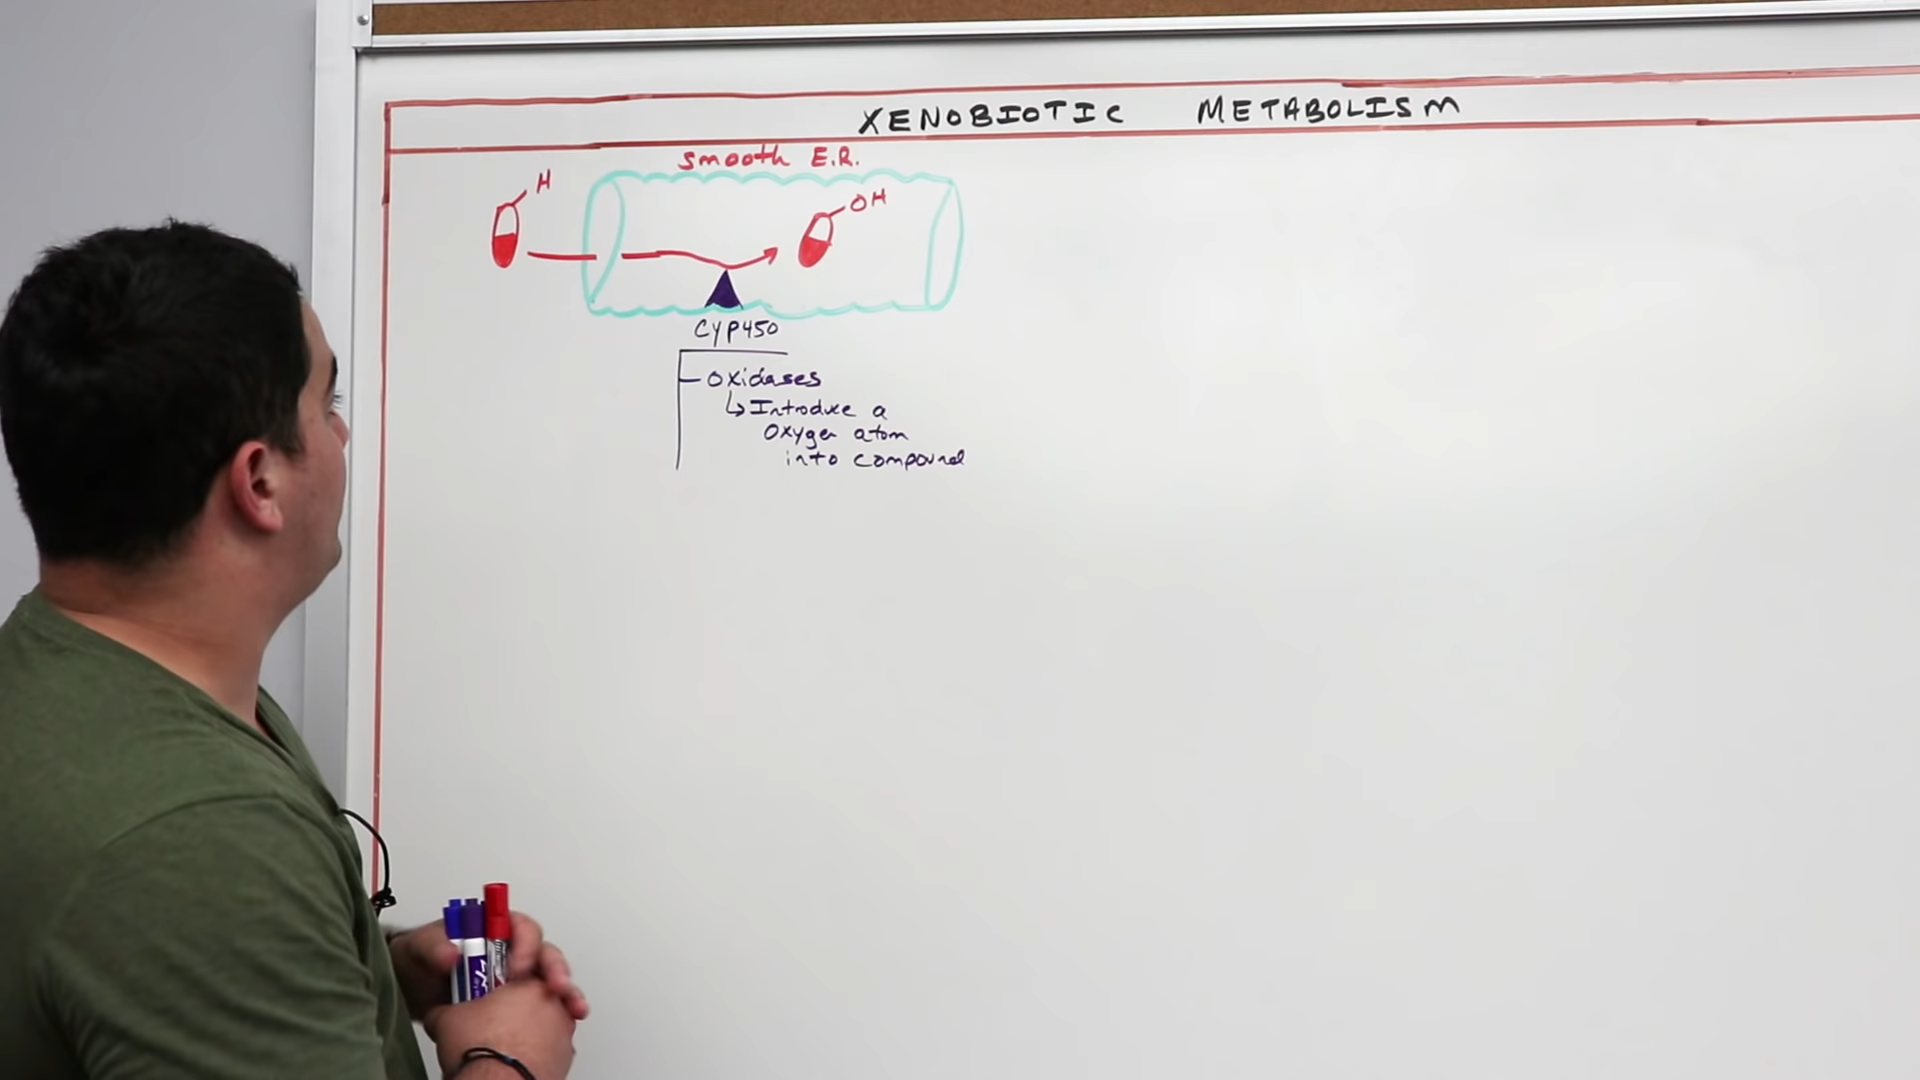 XENOBIOTIC METABOLISM
smooth E.R.
H
OH
CYP450
Oxidases
↳ Introduce a
Oxygen atom
into compound